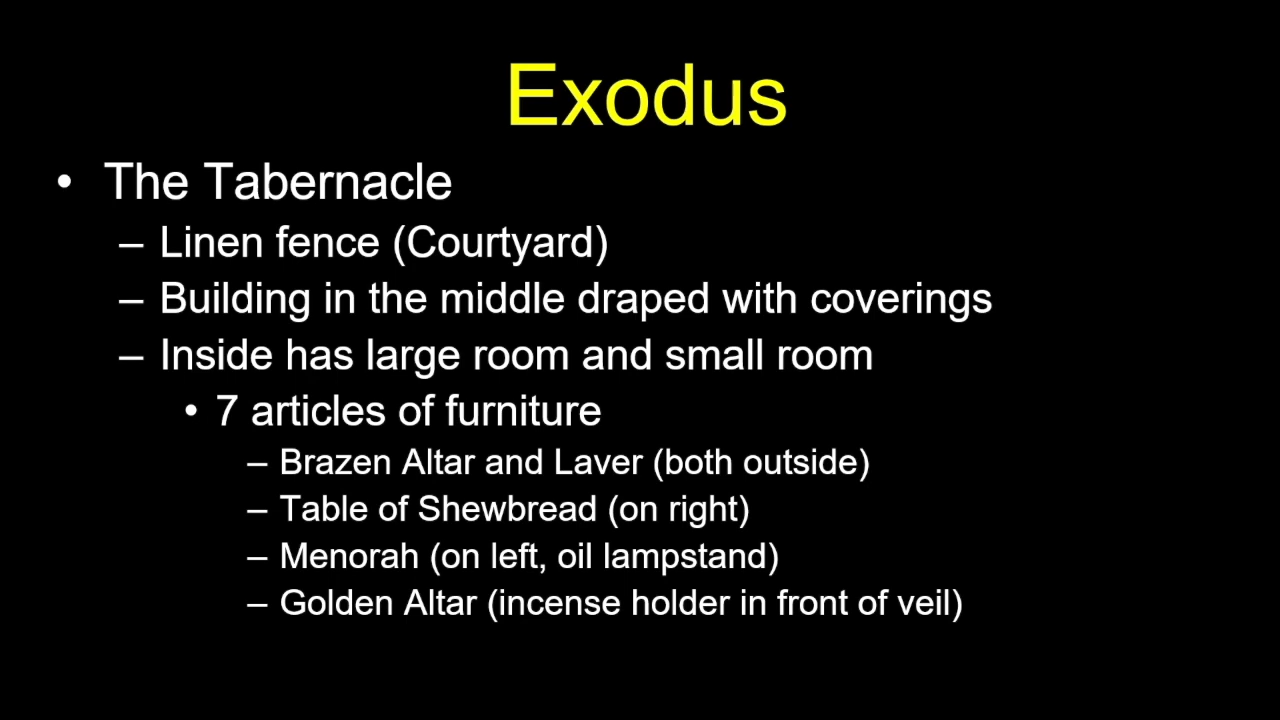 Exodus
• The Tabernacle
– Linen fence (Courtyard)
– Building in the middle draped with coverings
– Inside has large room and small room
• 7 articles of furniture
– Brazen Altar and Laver (both outside)
– Table of Shewbread (on right)
– Menorah (on left, oil lampstand)
– Golden Altar (incense holder in front of veil)